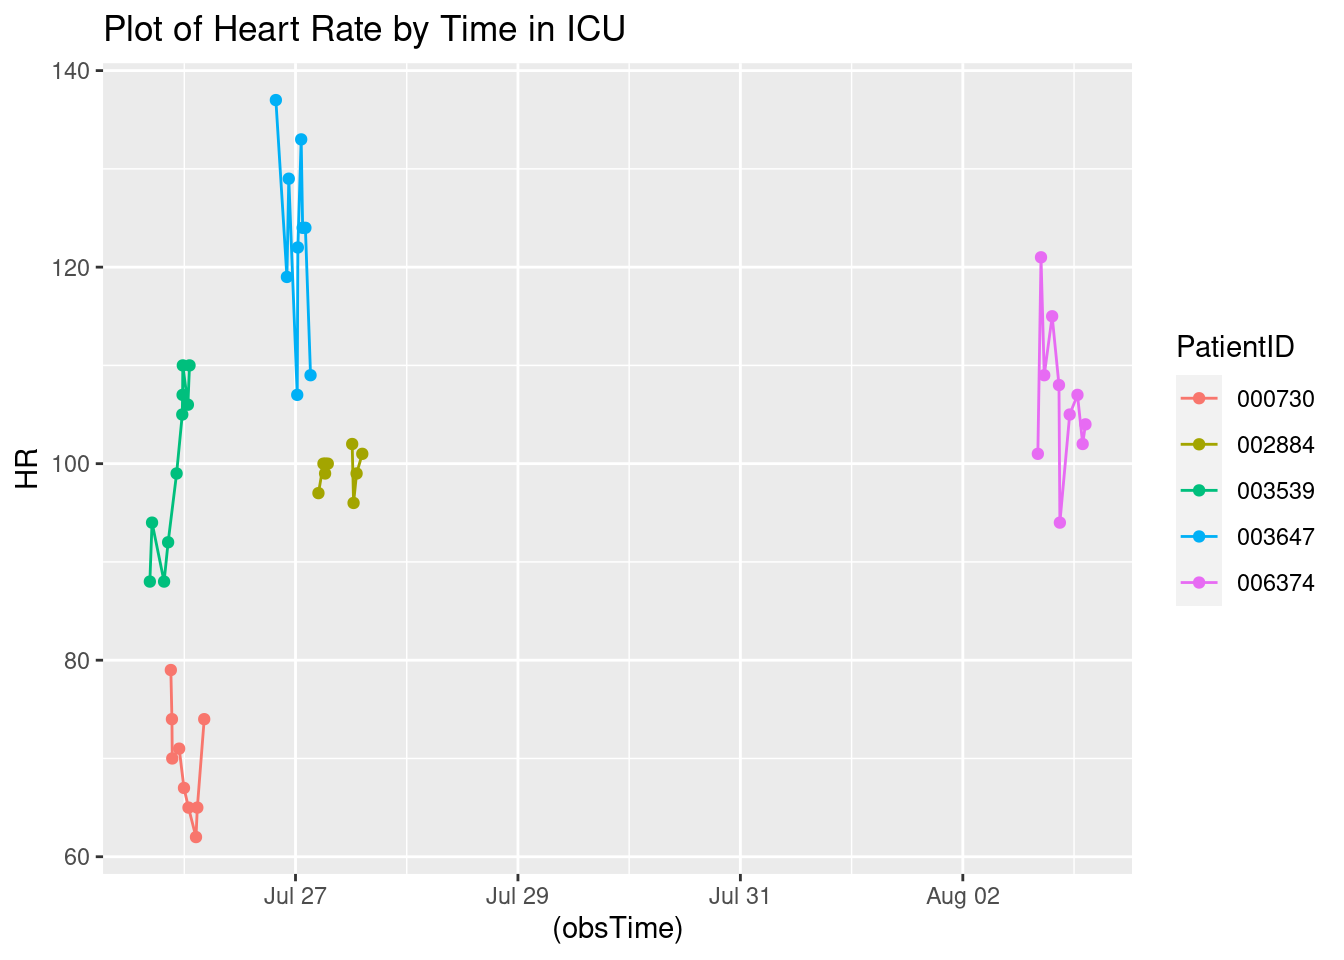 Plot of Heart Rate by Time in ICU
140
120
100
80
60
HR
Jul 27
Jul 29
Jul 31
Aug 02
(obsTime)
PatientID
000730
002884
003539
003647
006374